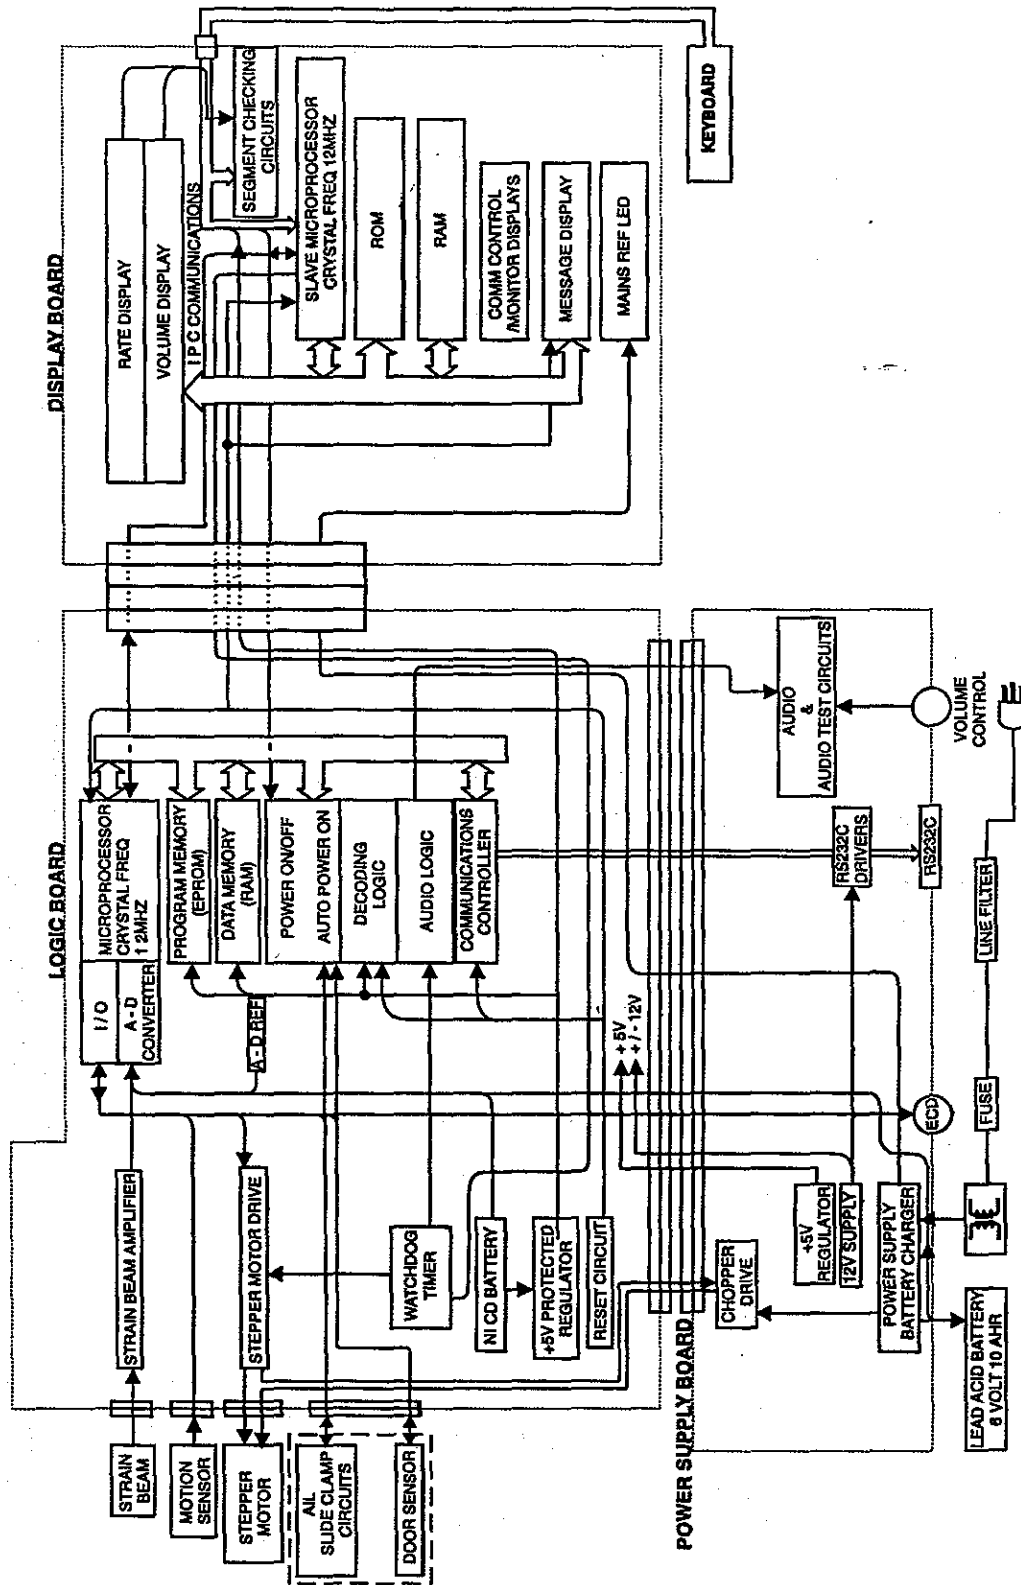 DISPLAY BOARD
RATE DISPLAY
VOLUME DISPLAY
I P C COMMUNICATIONS
SEGMENT CHECKING
CIRCUITS
SLAVE MICROPROCESSOR
CRYSTAL FREQ 12MHZ
ROM
RAM
COMM CONTROL
/MONITOR DISPLAYS
MESSAGE DISPLAY
MAINS REF LED
KEYBOARD
LOGIC BOARD
I / O
A - D
CONVERTER
MICROPROCESSOR
CRYSTAL FREQ
1 2MHZ
PROGRAM MEMORY
(EPROM)
DATA MEMORY
(RAM)
POWER ON/OFF
AUTO POWER ON
DECODING
LOGIC
AUDIO LOGIC
COMMUNICATIONS
CONTROLLER
A - D REF
STRAIN BEAM AMPLIFIER
STEPPER MOTOR DRIVE
WATCHDOG
TIMER
NI CD BATTERY
+5V PROTECTED
REGULATOR
RESET CIRCUIT
STRAIN
BEAM
MOTION
SENSOR
STEPPER
MOTOR
AIL
SLIDE CLAMP
CIRCUITS
DOOR SENSOR
POWER SUPPLY BOARD
+ 5V
+ / - 12V
CHOPPER
DRIVE
+5V
REGULATOR
12V SUPPLY
POWER SUPPLY
BATTERY CHARGER
AUDIO
&
AUDIO TEST CIRCUITS
RS232C
DRIVERS
RS232C
VOLUME
CONTROL
ECD
LINE FILTER
FUSE
LEAD ACID BATTERY
6 VOLT 10 AHR